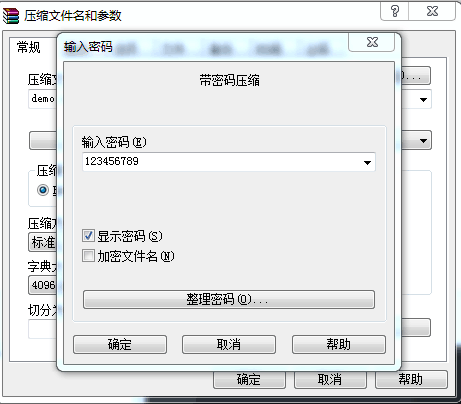 压缩文件名和参数
常规
输入密码
带密码压缩
压缩
demo
输入密码(E)
123456789
压缩
显示密码(S)
压缩
加密文件名(N)
标准
字典大
4096
整理密码(O)...
切分为
确定 取消 帮助
确定 取消 帮助